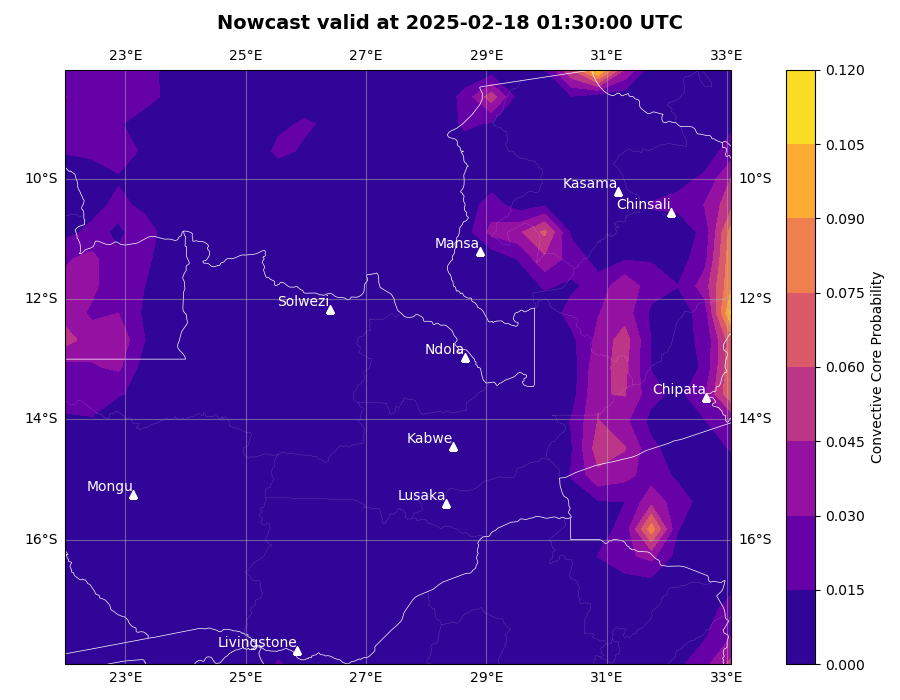 Nowcast valid at 2025-02-18 01:30:00 UTC
23°E 25°E 27°E 29°E 31°E 33°E
0.120
0.105
10°S Kasama 10°S
Chinsali
0.090
Mansa
0.075
12°S Solwezi 12°S
Ndola
0.060
Chipata
14°S 14°S
Kabwe
0.045
Mongu Lusaka
0.030
16°S 16°S
0.015
Livingstone
0.000
23°E 25°E 27°E 29°E 31°E 33°E
Convective Core Probability